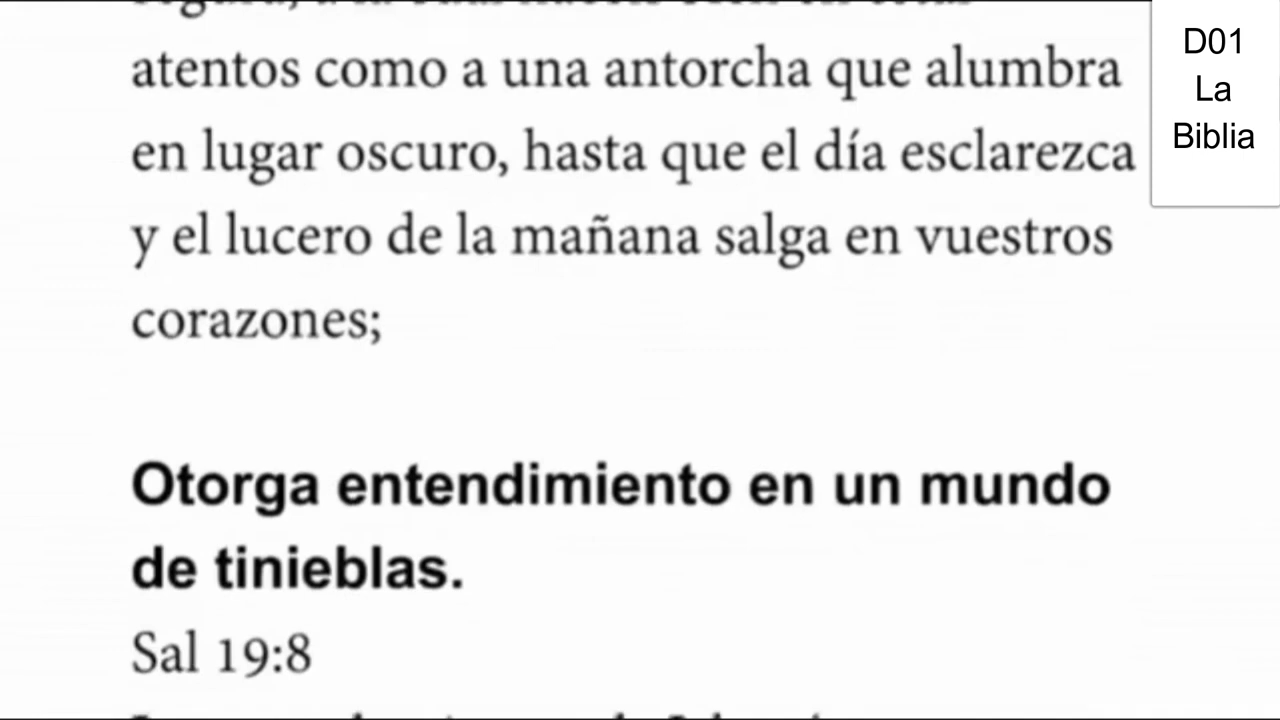 atentos como a una antorcha que alumbra
en lugar oscuro, hasta que el día esclarezca
y el lucero de la mañana salga en vuestros
corazones;
Otorga entendimiento en un mundo
de tinieblas.
Sal 19:8
D01
La
Biblia